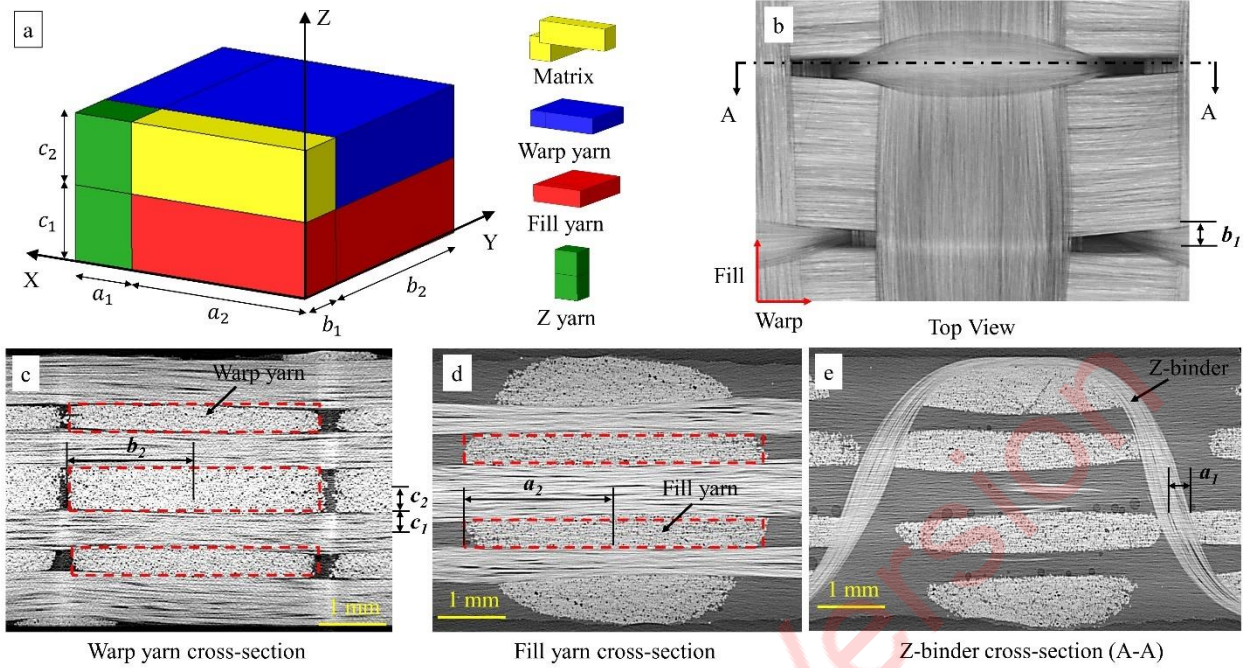 a
Z
c₂
c₁
X
a₁
a₂
b₁
b₂
Y
Matrix
Warp yarn
Fill yarn
Z yarn
b
A
A
b₁
Fill
Warp
Top View
c
Warp yarn
b₂
c₂
c₁
1 mm
Warp yarn cross-section
d
a₂
Fill yarn
1 mm
Fill yarn cross-section
e
Z-binder
a₁
1 mm
Z-binder cross-section (A-A)
ersion